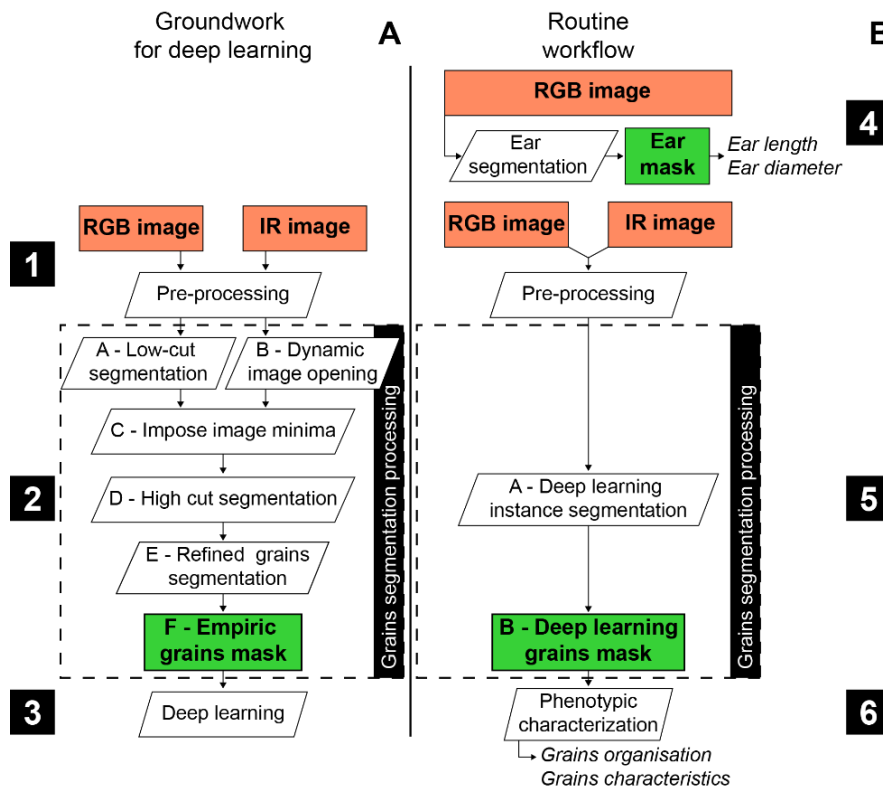 Groundwork
for deep learning
A
Routine
workflow
B
RGB image
4
Ear
segmentation
Ear
mask
Ear length
Ear diameter
RGB image
IR image
RGB image
IR image
1
Pre-processing
Pre-processing
A - Low-cut
segmentation
B - Dynamic
image opening
C - Impose image minima
2
D - High cut segmentation
E - Refined grains
segmentation
F - Empiric
grains mask
Grains segmentation processing
A - Deep learning
instance segmentation
5
B - Deep learning
grains mask
Grains segmentation processing
3
Deep learning
Phenotypic
characterization
6
Grains organisation
Grains characteristics